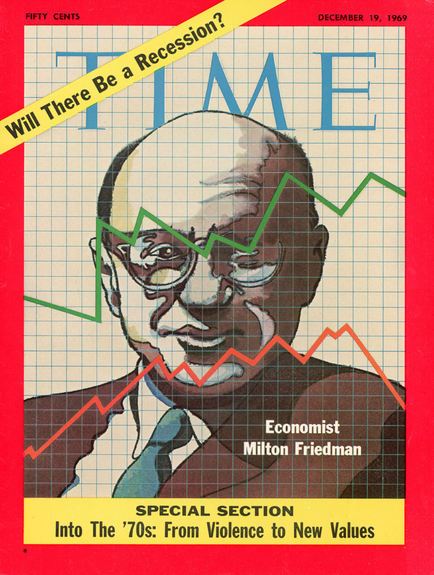 FIFTY CENTS
DECEMBER 19, 1969
Will There Be a Recession?
TIME
Economist
Milton Friedman
SPECIAL SECTION
Into The '70s: From Violence to New Values